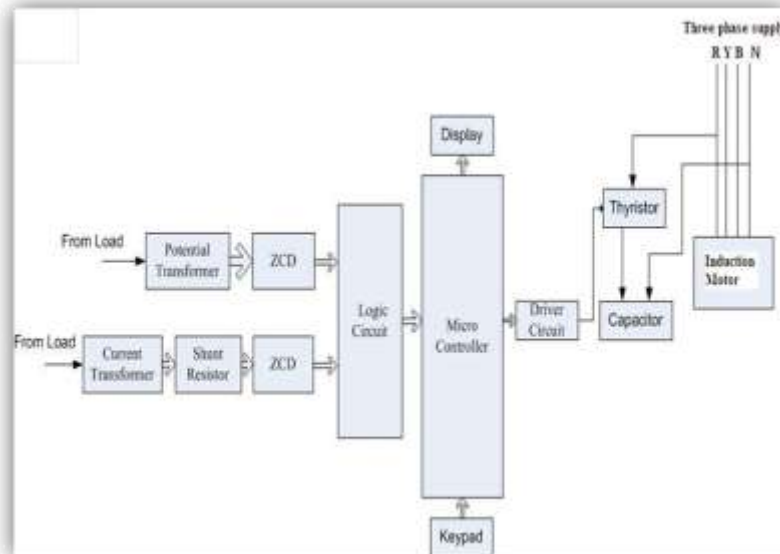 Three phase supply
R Y B N
Display
Thyristor
From Load
Potential
Transformer
ZCD
Logic
Circuit
Micro
Controller
Driver
Circuit
Capacitor
Induction
Motor
From Load
Current
Transformer
Shunt
Resistor
ZCD
Keypad